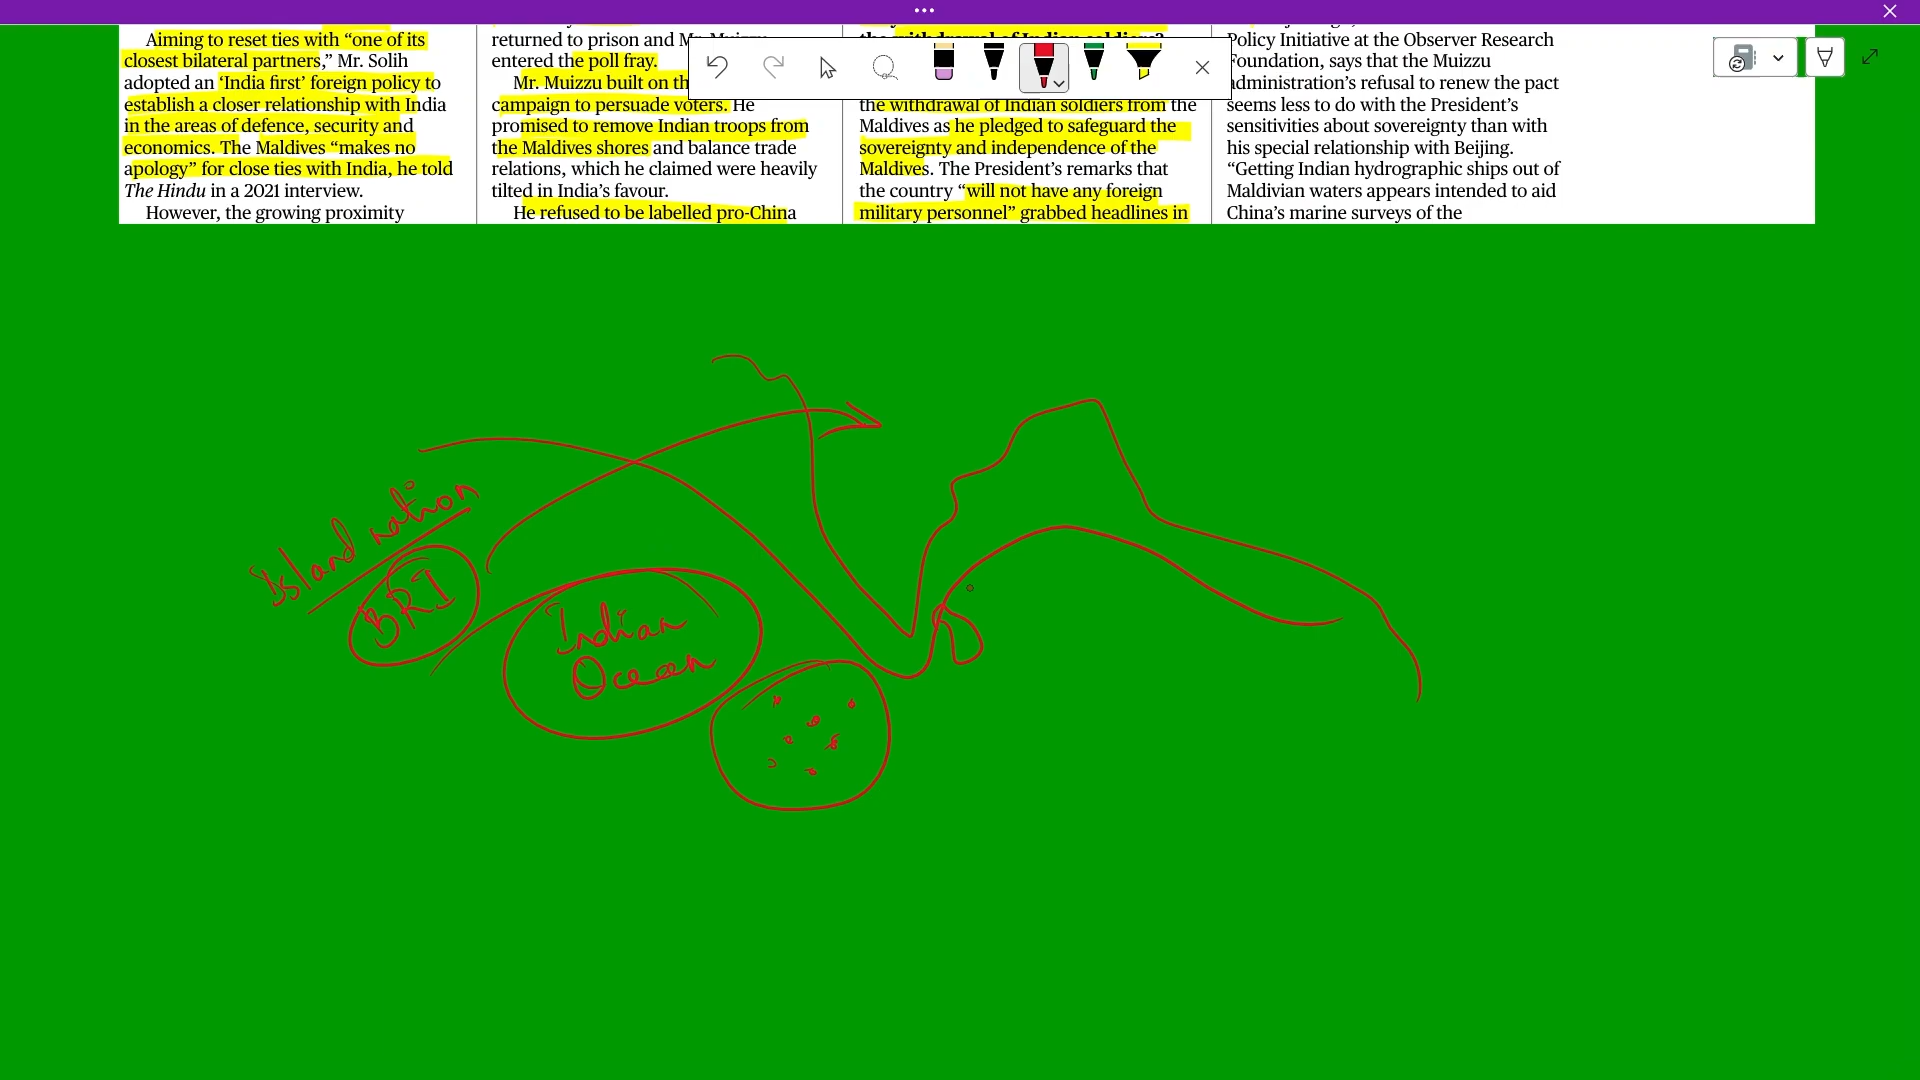 Aiming to reset ties with “one of its
closest bilateral partners,” Mr. Solih
adopted an ‘India first’ foreign policy to
establish a closer relationship with India
in the areas of defence, security and
economics. The Maldives “makes no
apology” for close ties with India, he told
The Hindu in a 2021 interview.
However, the growing proximity
returned to prison and Mr. Muizzu
entered the poll fray.
Mr. Muizzu built on th
campaign to persuade voters. He
promised to remove Indian troops from
the Maldives shores and balance trade
relations, which he claimed were heavily
tilted in India’s favour.
He refused to be labelled pro-China
the withdrawal of Indian soldiers?
the withdrawal of Indian soldiers from the
Maldives as he pledged to safeguard the
sovereignty and independence of the
Maldives. The President’s remarks that
the country “will not have any foreign
military personnel” grabbed headlines in
Policy Initiative at the Observer Research
Foundation, says that the Muizzu
administration’s refusal to renew the pact
seems less to do with the President’s
sensitivities about sovereignty than with
his special relationship with Beijing.
“Getting Indian hydrographic ships out of
Maldivian waters appears intended to aid
China’s marine surveys of the
Island nation
BRI
Indian
Ocean